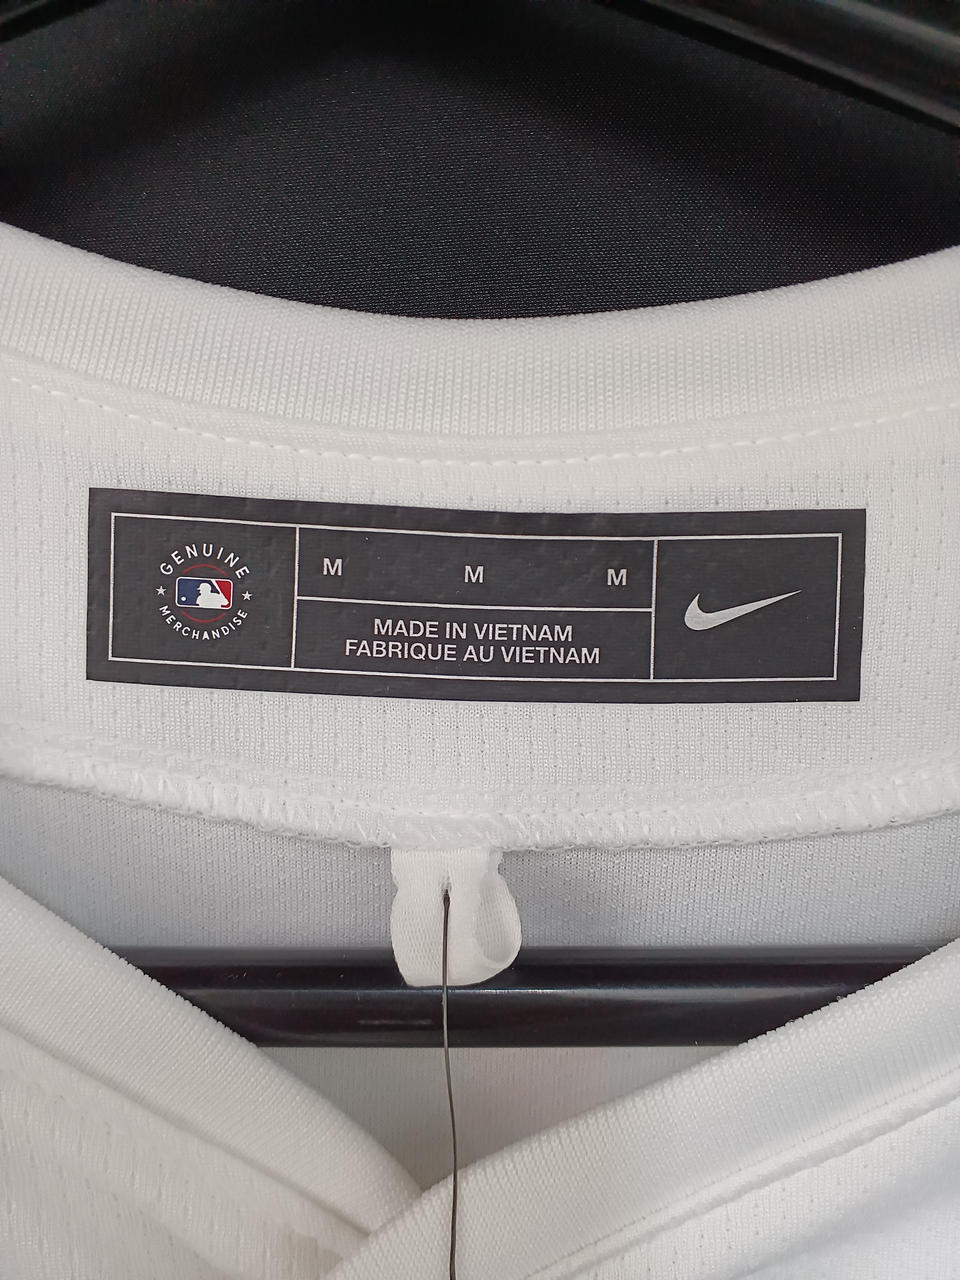 GENUINE
MERCHANDISE
M M M
MADE IN VIETNAM
FABRIQUE AU VIETNAM